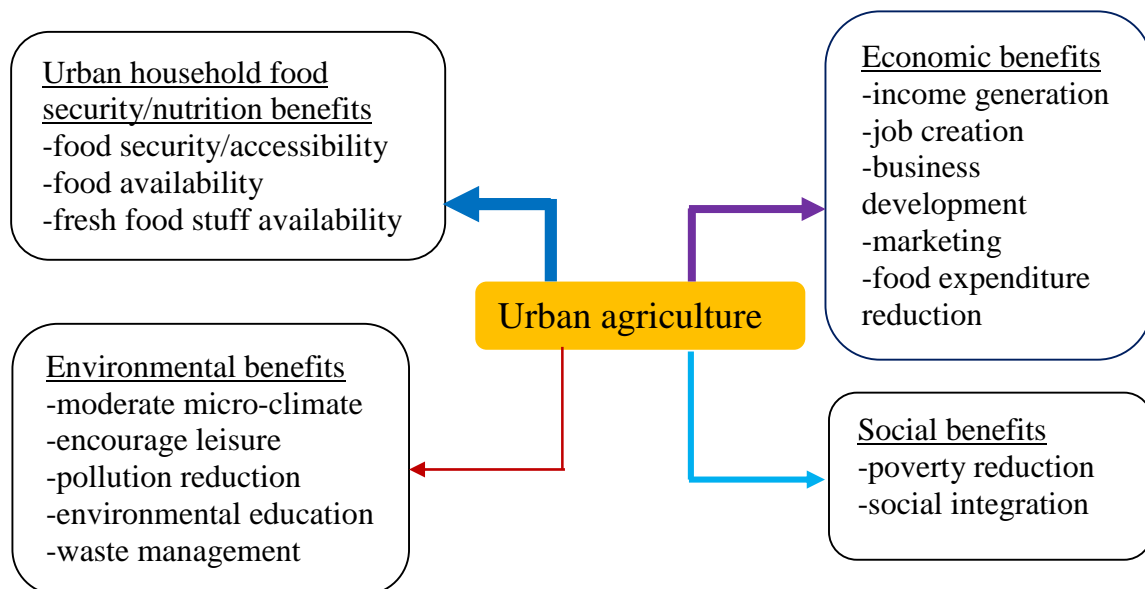 Urban household food
security/nutrition benefits
-food security/accessibility
-food availability
-fresh food stuff availability
Economic benefits
-income generation
-job creation
-business
development
-marketing
-food expenditure
reduction
Urban agriculture
Environmental benefits
-moderate micro-climate
-encourage leisure
-pollution reduction
-environmental education
-waste management
Social benefits
-poverty reduction
-social integration